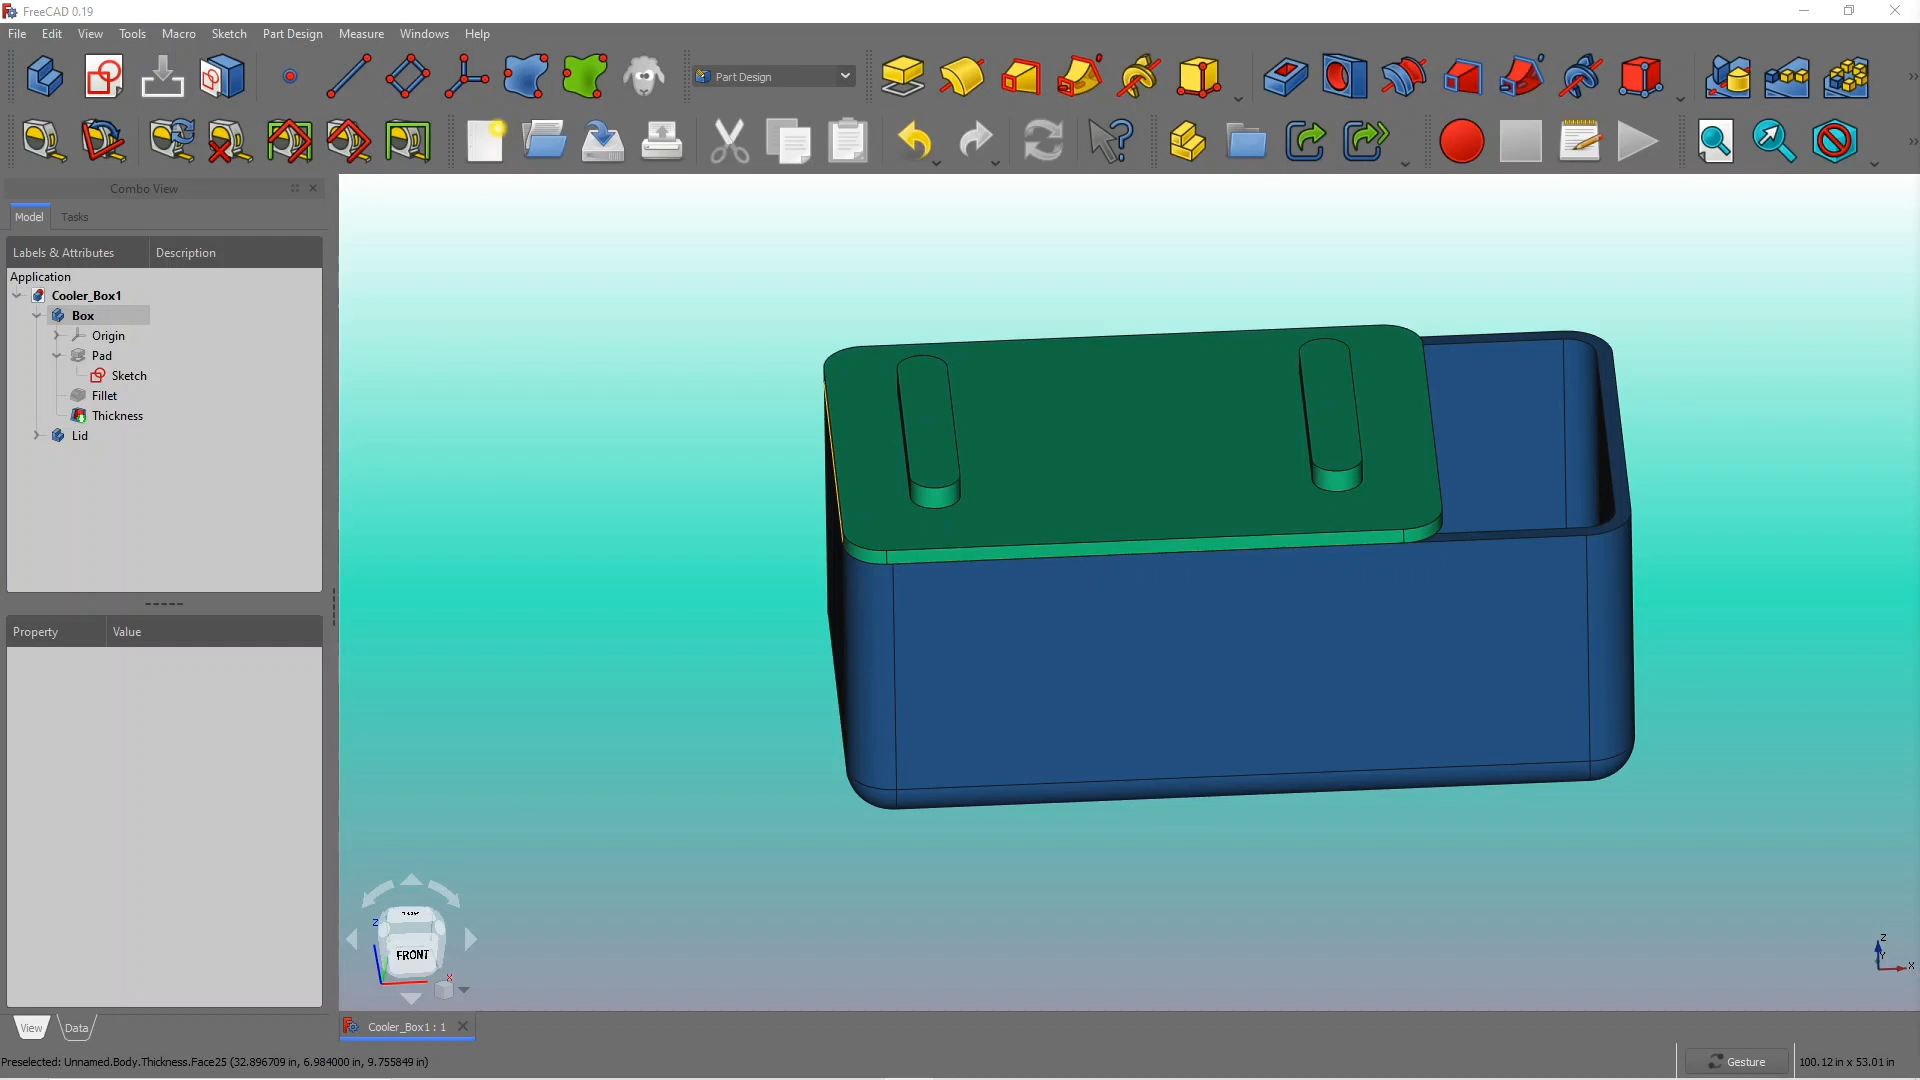 FreeCAD 0.19
File Edit View Tools Macro Sketch Part Design Measure Windows Help
Part Design
Combo View
Model Tasks
Labels & Attributes Description
Application
Cooler_Box1
Box
Origin
Pad
Sketch
Fillet
Thickness
Lid
Property Value
Z
FRONT
X
Z
Y
X
View Data
Cooler_Box1 : 1
Preselected: Unnamed.Body.Thickness.Face25 (32.896709 in, 6.984000 in, 9.755849 in)
Gesture
100.12 in x 53.01 in